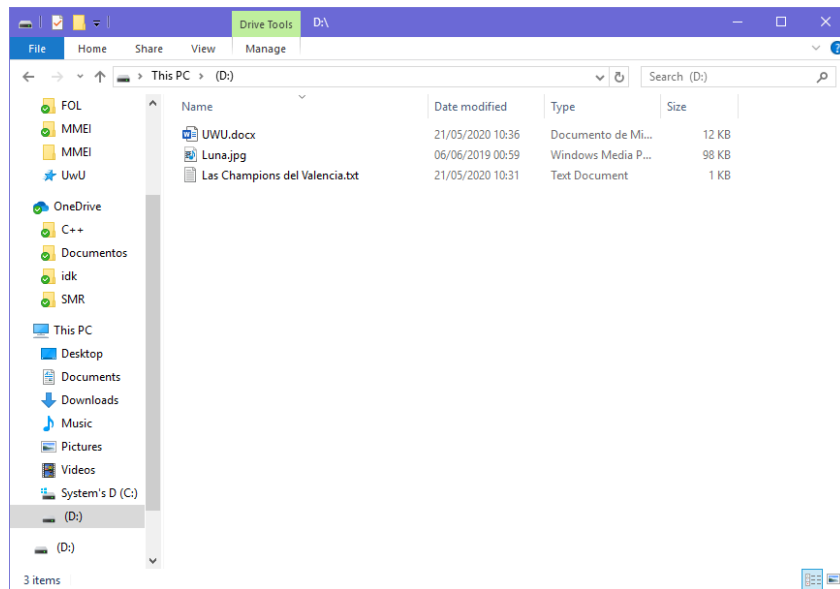 Drive Tools D:\
File Home Share View Manage
This PC > (D:) Search (D:)
FOL
MMEI
MMEI
UwU
OneDrive
C++
Documentos
idk
SMR
This PC
Desktop
Documents
Downloads
Music
Pictures
Videos
System's D (C:)
(D:)
(D:)
Name Date modified Type Size
UWU.docx 21/05/2020 10:36 Documento de Mi... 12 KB
Luna.jpg 06/06/2019 00:59 Windows Media P... 98 KB
Las Champions del Valencia.txt 21/05/2020 10:31 Text Document 1 KB
3 items